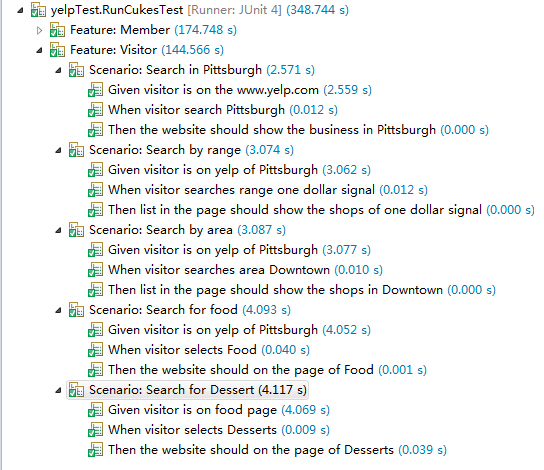 yelpTest.RunCukesTest [Runner: JUnit 4] (348.744 s)
Feature: Member (174.748 s)
Feature: Visitor (144.566 s)
Scenario: Search in Pittsburgh (2.571 s)
Given visitor is on the www.yelp.com (2.559 s)
When visitor search Pittsburgh (0.012 s)
Then the website should show the business in Pittsburgh (0.000 s)
Scenario: Search by range (3.074 s)
Given visitor is on yelp of Pittsburgh (3.062 s)
When visitor searches range one dollar signal (0.012 s)
Then list in the page should show the shops of one dollar signal (0.000 s)
Scenario: Search by area (3.087 s)
Given visitor is on yelp of Pittsburgh (3.077 s)
When visitor searches area Downtown (0.010 s)
Then list in the page should show the shops in Downtown (0.000 s)
Scenario: Search for food (4.093 s)
Given visitor is on yelp of Pittsburgh (4.052 s)
When visitor selects Food (0.040 s)
Then the website should on the page of Food (0.001 s)
Scenario: Search for Dessert (4.117 s)
Given visitor is on food page (4.069 s)
When visitor selects Desserts (0.009 s)
Then the website should on the page of Desserts (0.039 s)